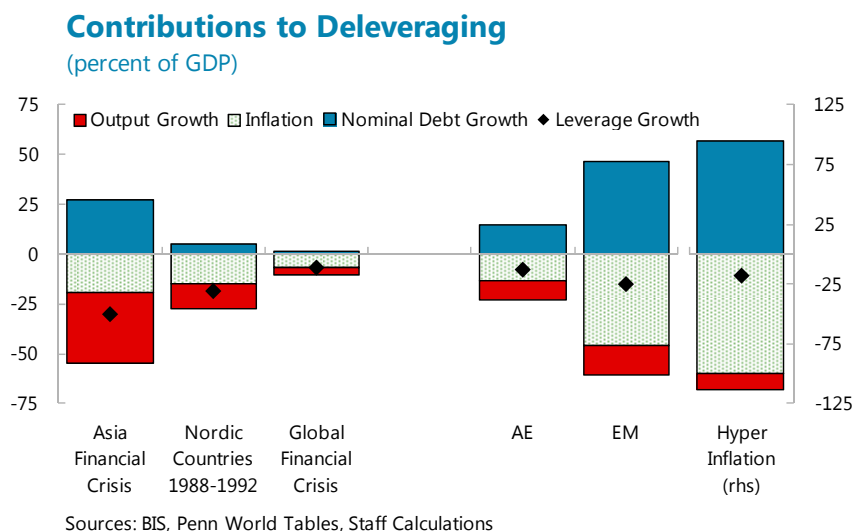 Contributions to Deleveraging
(percent of GDP)
75
50
25
0
-25
-50
-75
Output Growth Inflation Nominal Debt Growth Leverage Growth
125
75
25
-25
-75
-125
Asia
Financial
Crisis
Nordic
Countries
1988-1992
Global
Financial
Crisis
AE
EM
Hyper
Inflation
(rhs)
Sources: BIS, Penn World Tables, Staff Calculations